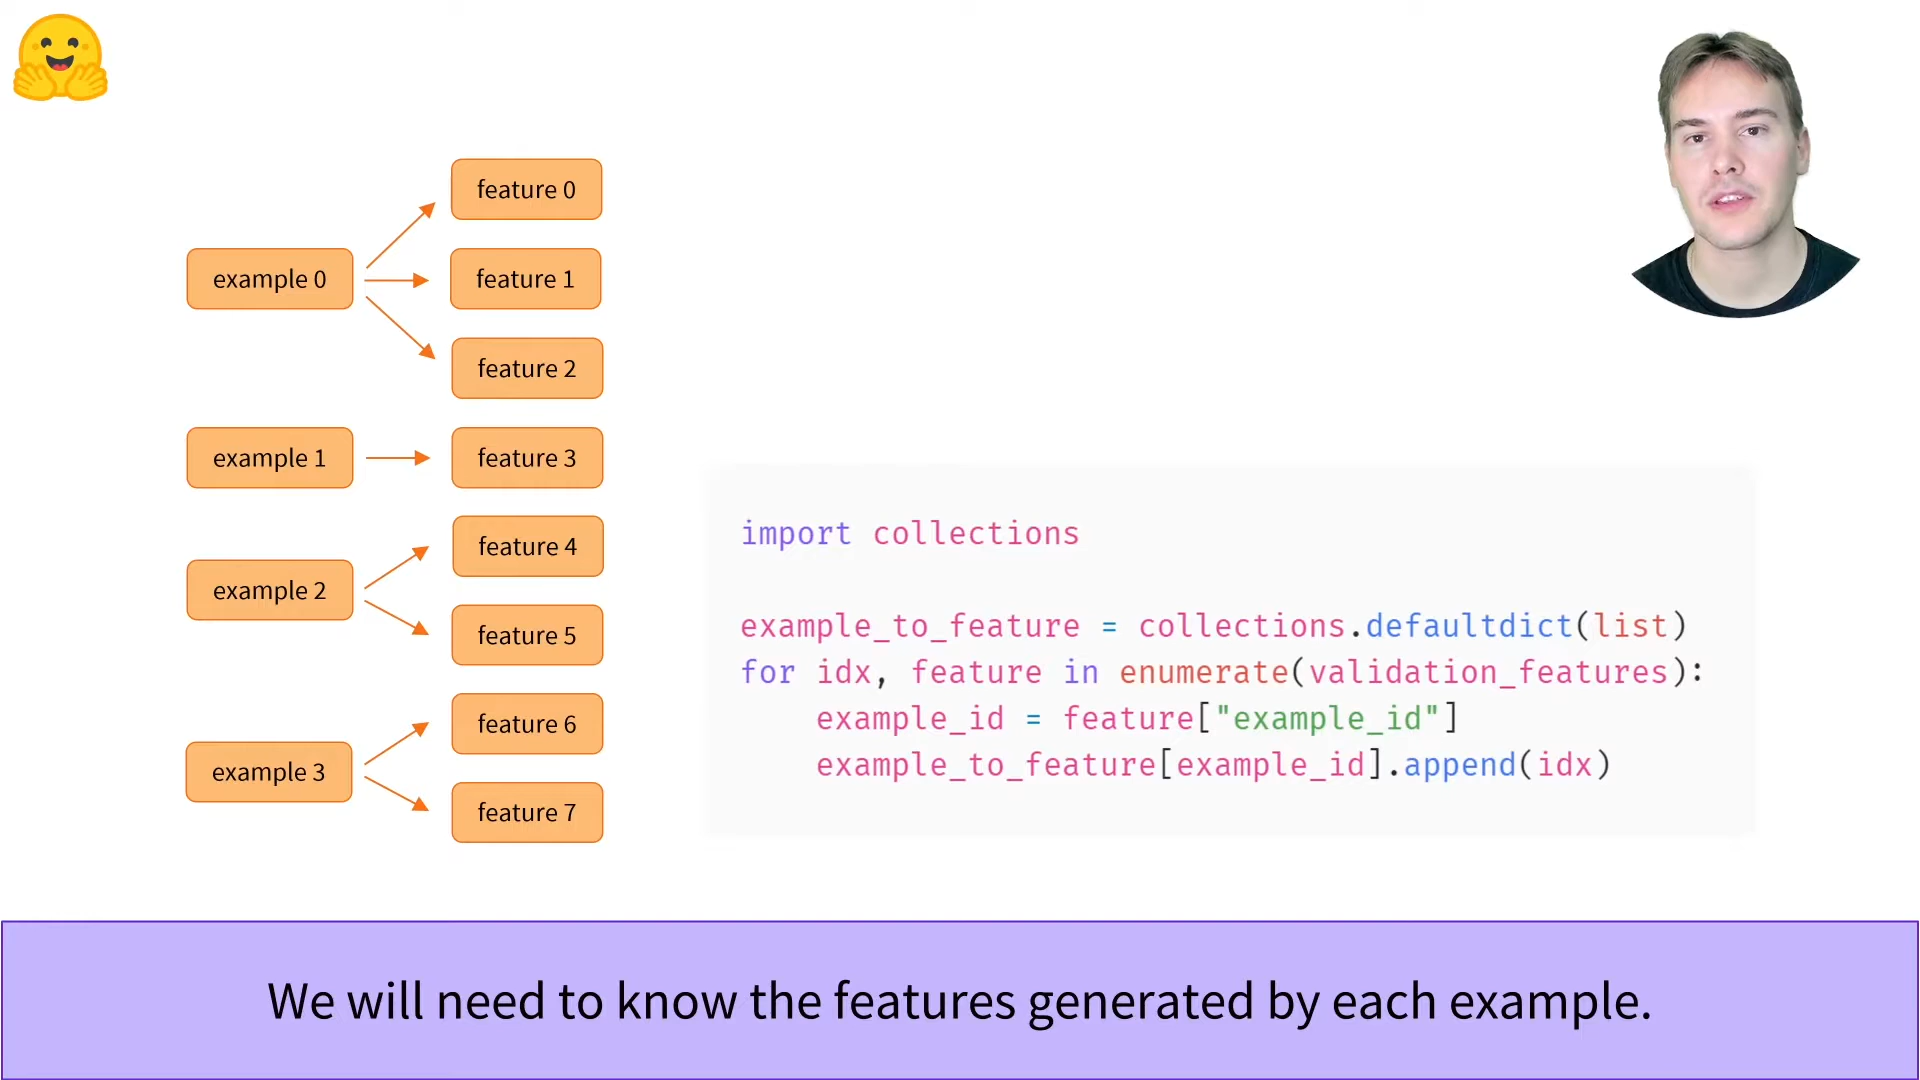 feature 0
example 0
feature 1
feature 2
example 1
feature 3
feature 4
example 2
feature 5
feature 6
example 3
feature 7
import collections
example_to_feature = collections.defaultdict(list)
for idx, feature in enumerate(validation_features):
    example_id = feature["example_id"]
    example_to_feature[example_id].append(idx)
We will need to know the features generated by each example.